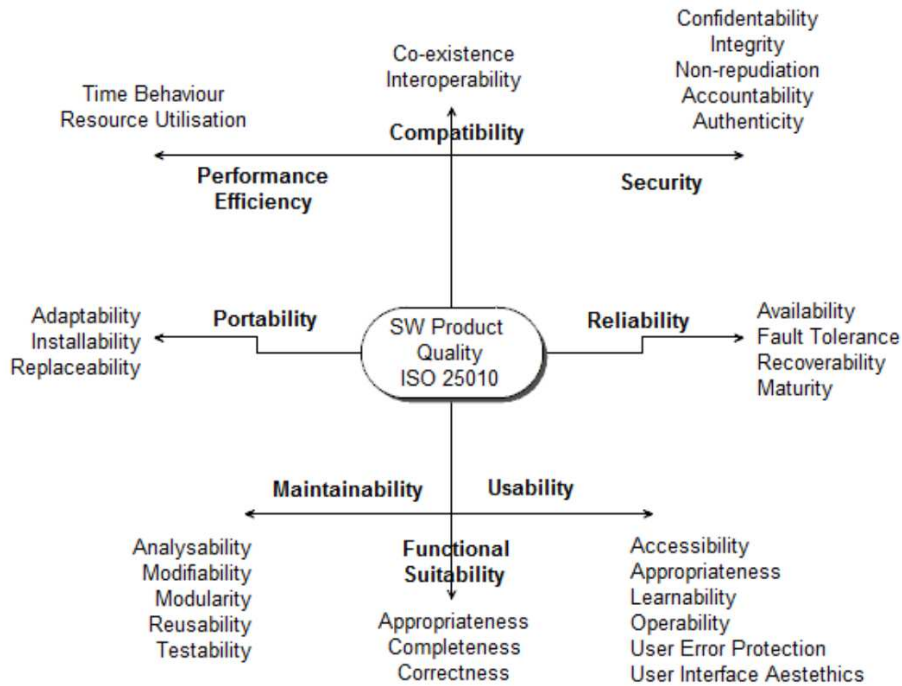 Confidentability
Integrity
Non-repudiation
Accountability
Authenticity
Co-existence
Interoperability
Time Behaviour
Resource Utilisation
Compatibility
Performance
Efficiency
Security
Adaptability
Installability
Replaceability
Portability
SW Product
Quality
ISO 25010
Reliability
Availability
Fault Tolerance
Recoverability
Maturity
Maintainability
Usability
Analysability
Modifiability
Modularity
Reusability
Testability
Functional
Suitability
Appropriateness
Completeness
Correctness
Accessibility
Appropriateness
Learnability
Operability
User Error Protection
User Interface Aestethics